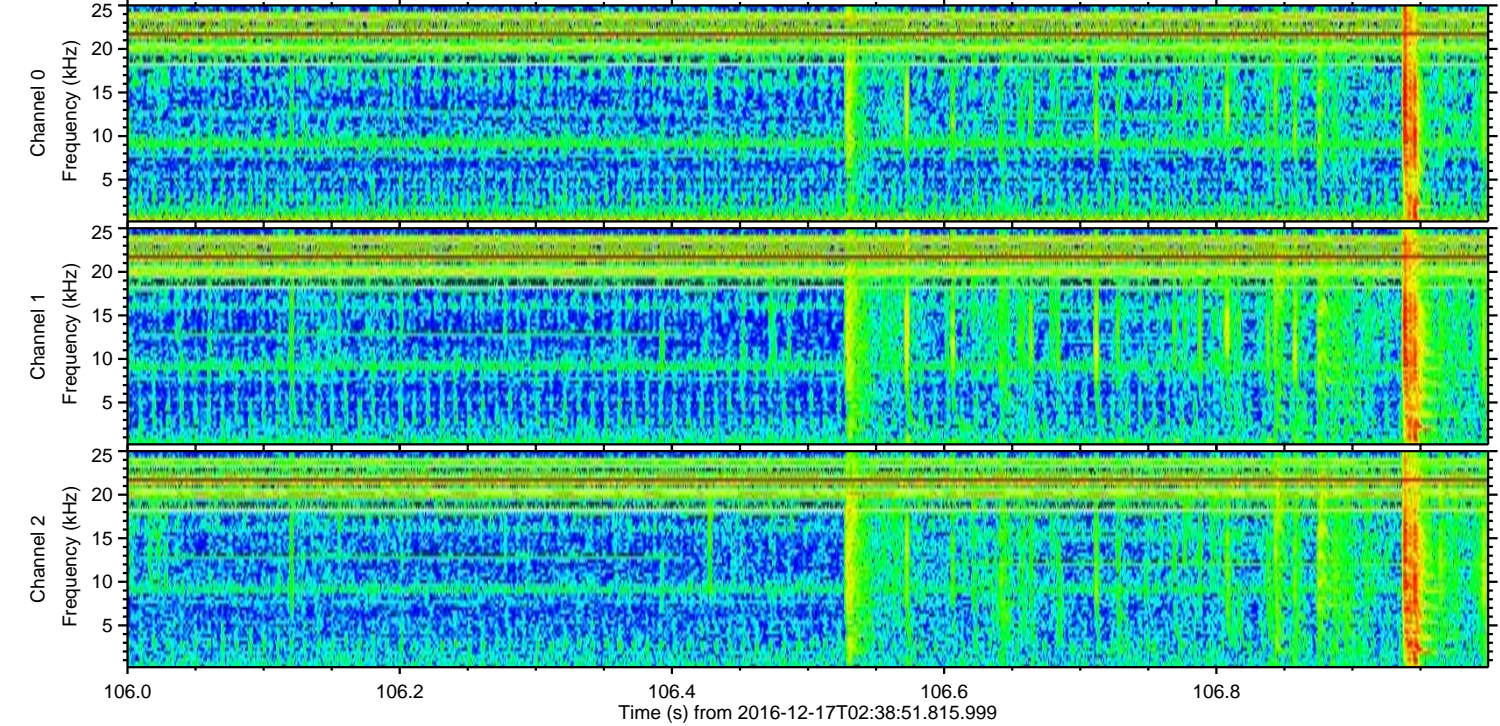 Channel 0
Frequency (kHz)
25
20
15
10
5
Channel 1
Frequency (kHz)
25
20
15
10
5
Channel 2
Frequency (kHz)
25
20
15
10
5
106.0 106.2 106.4 106.6 106.8
Time (s) from 2016-12-17T02:38:51.815.999